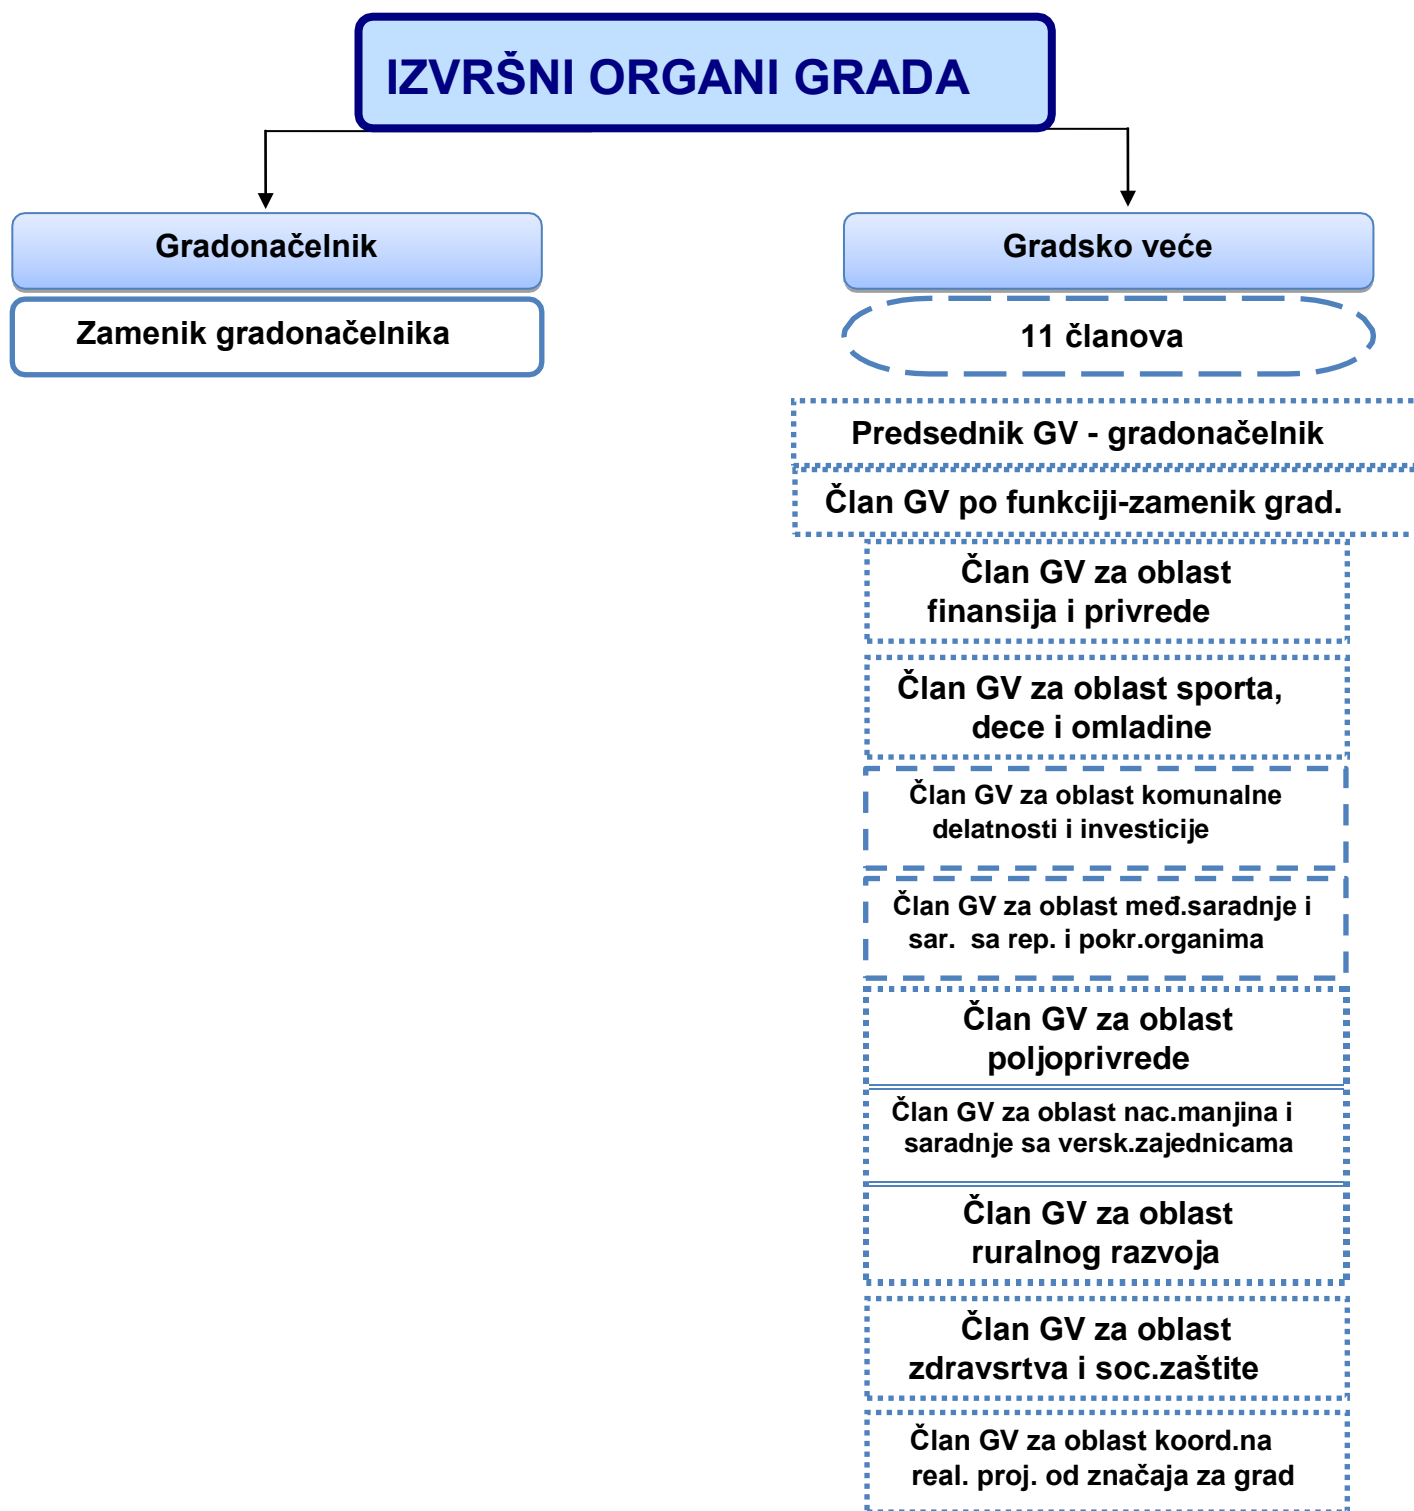 IZVRŠNI ORGANI GRADA
Gradonačelnik
Zamenik gradonačelnika
Gradsko veće
11 članova
Predsednik GV - gradonačelnik
Član GV po funkciji-zamenik grad.
Član GV za oblast
finansija i privrede
Član GV za oblast sporta,
dece i omladine
Član GV za oblast komunalne
delatnosti i investicije
Član GV za oblast međ.saradnje i
sar. sa rep. i pokr.organima
Član GV za oblast
poljoprivrede
Član GV za oblast nac.manjina i
saradnje sa versk.zajednicama
Član GV za oblast
ruralnog razvoja
Član GV za oblast
zdravsrtva i soc.zaštite
Član GV za oblast koord.na
real. proj. od značaja za grad